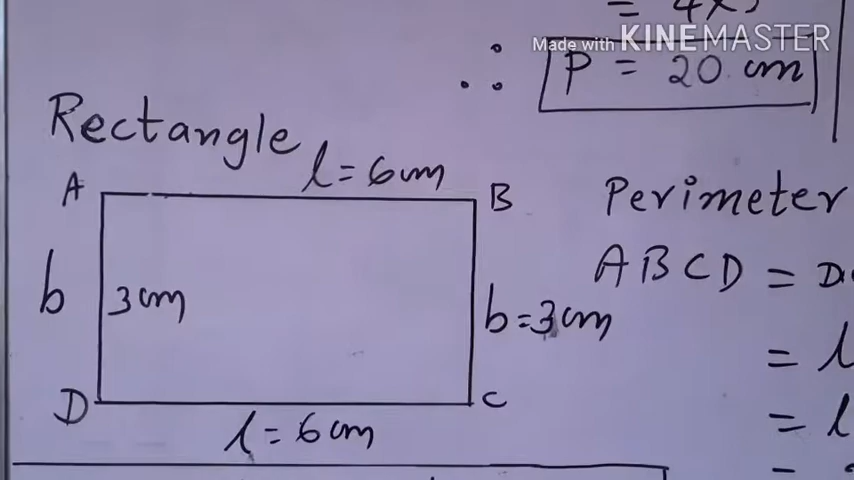 Made with KINEMASTER
∴ P = 20 cm
Rectangle
l = 6cm
A
B
b
3cm
b = 3cm
D
C
l = 6cm
Perimeter
ABCD =
= l
= l
=